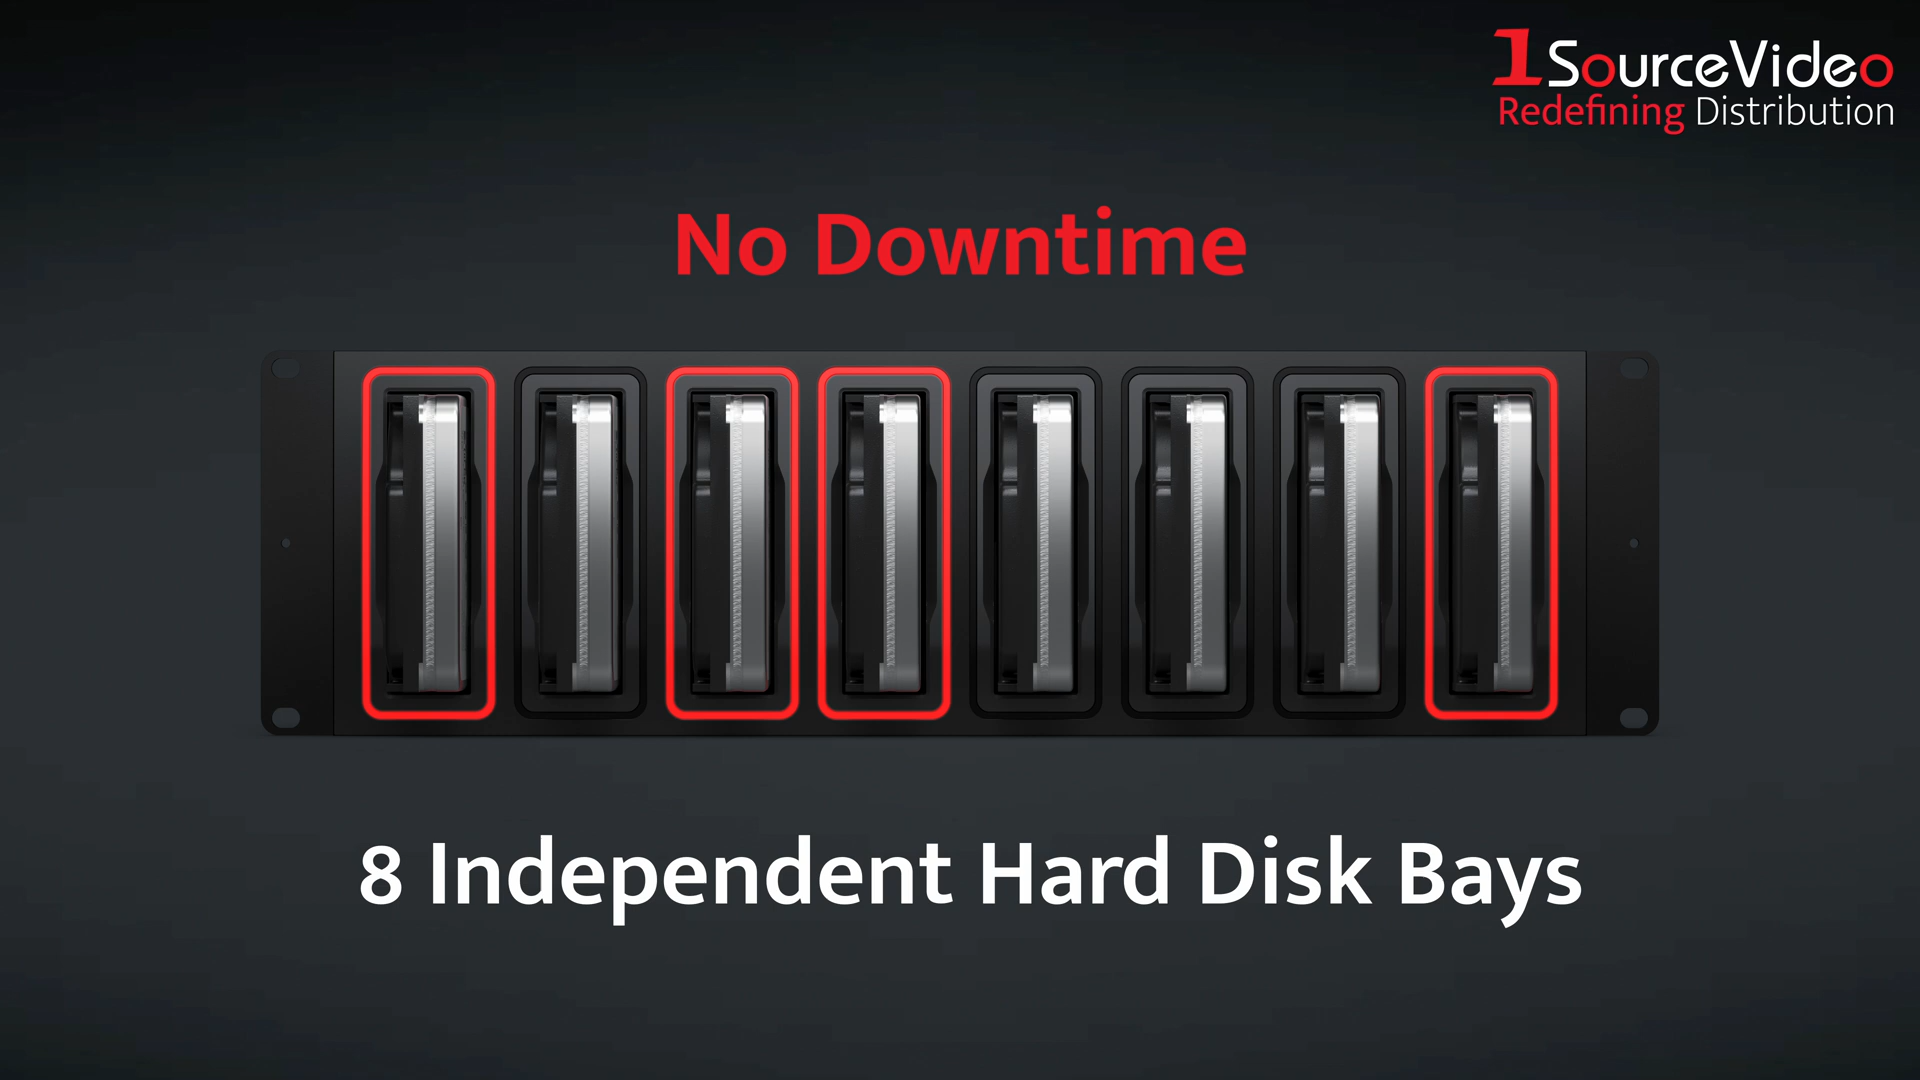 1SourceVideo
Redefining Distribution
No Downtime
8 Independent Hard Disk Bays